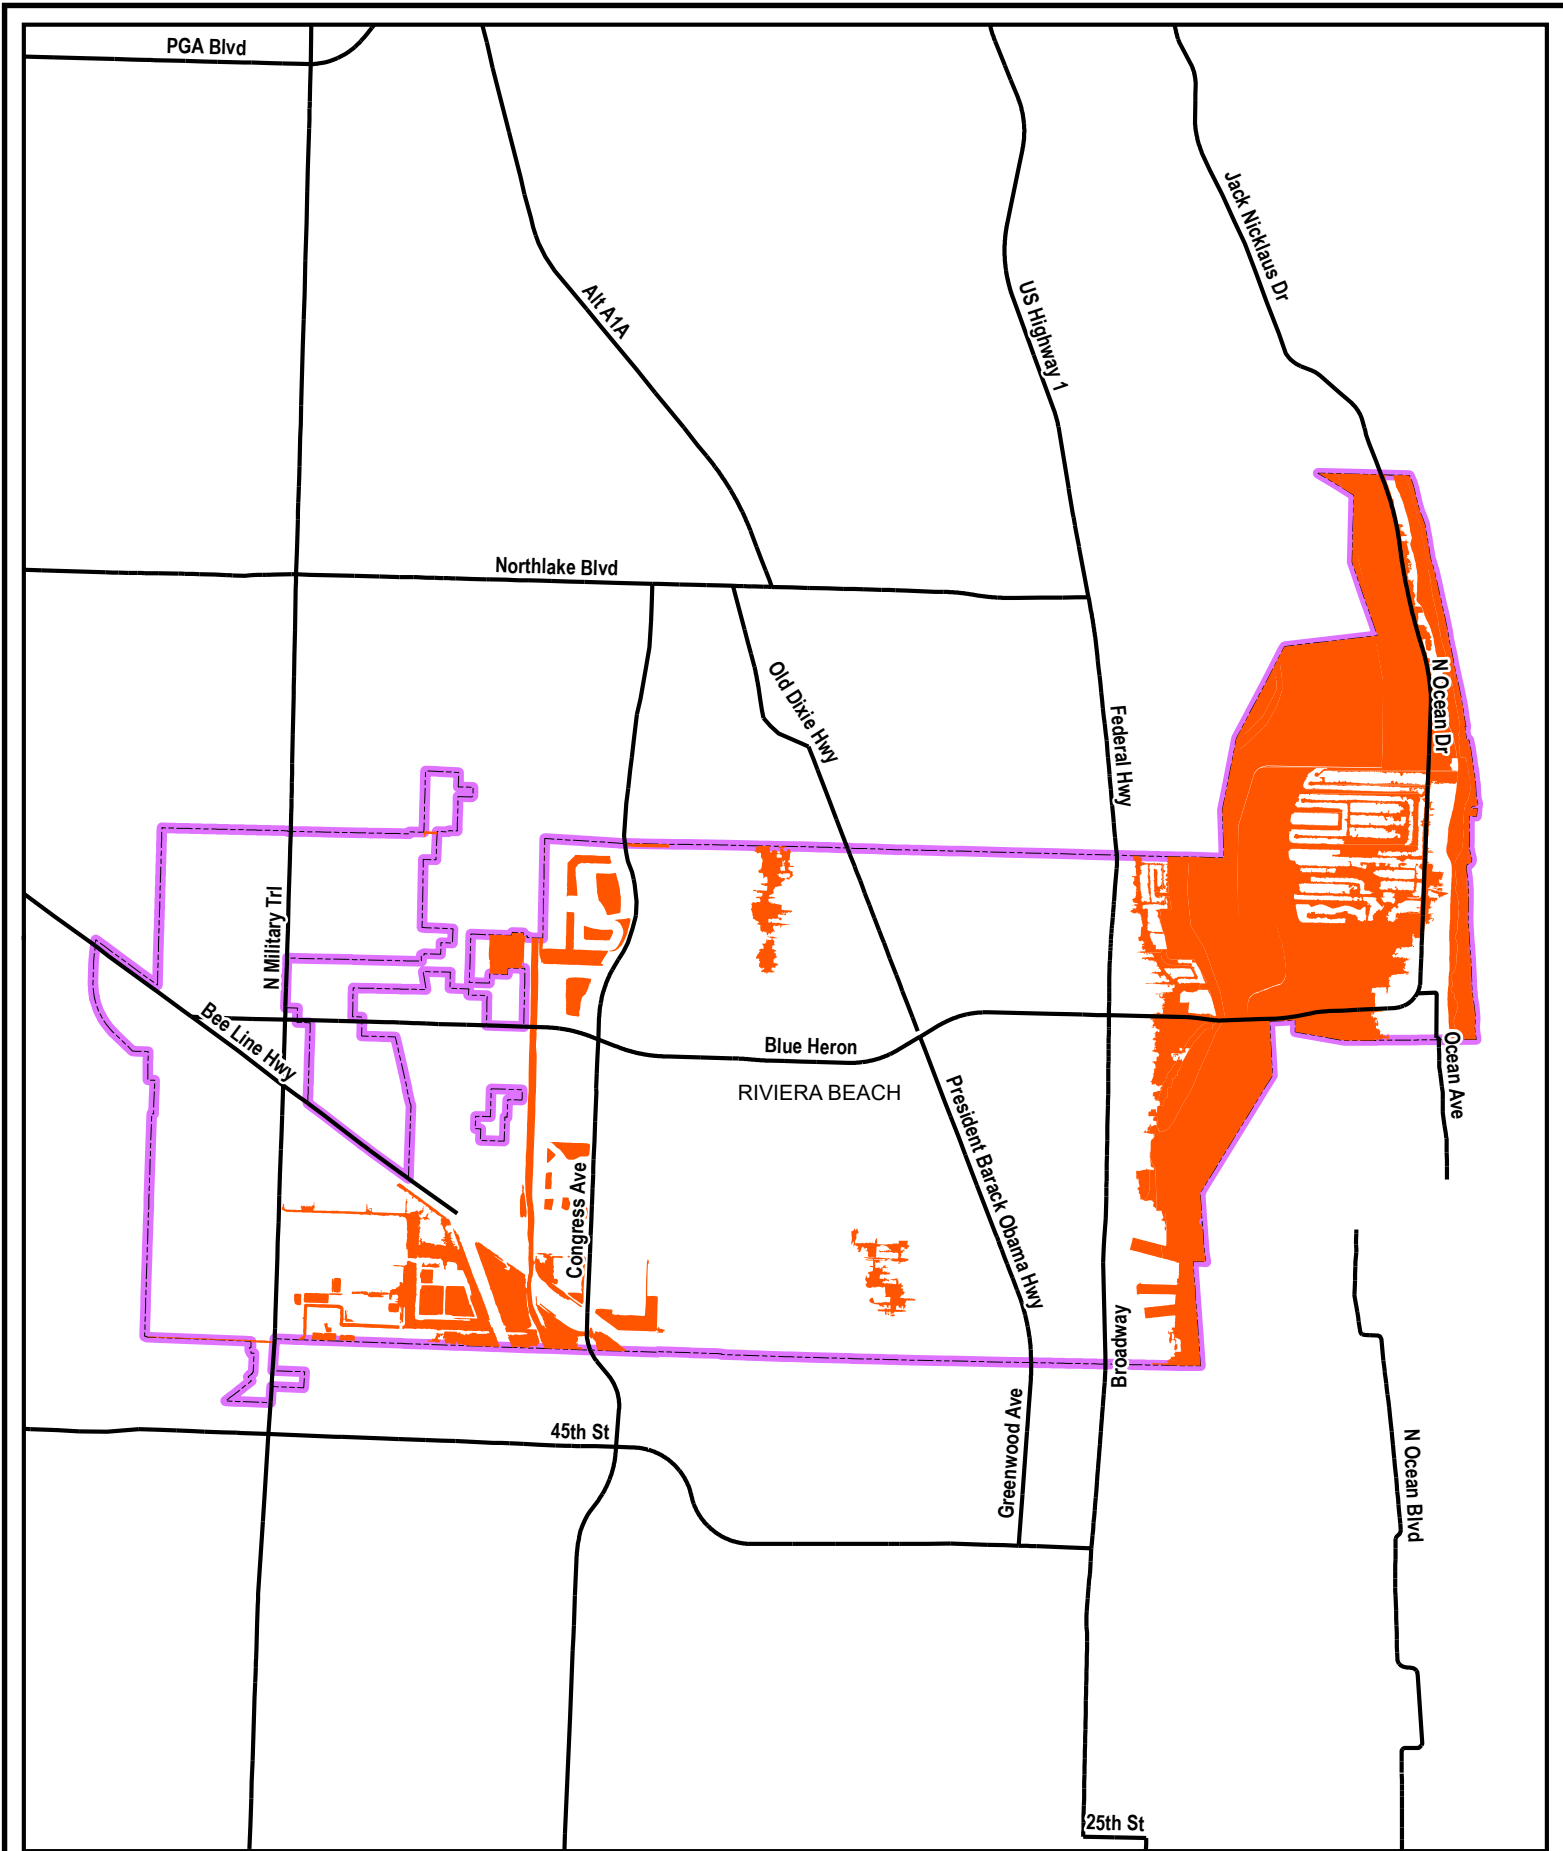 PGA Blvd
Jack Nicklaus Dr
Alt A1A
US Highway 1
Northlake Blvd
Old Dixie Hwy
N Ocean Dr
Federal Hwy
N Military Trl
Bee Line Hwy
Blue Heron
RIVIERA BEACH
Ocean Ave
President Barack Obama Hwy
Congress Ave
Broadway
Greenwood Ave
45th St
N Ocean Blvd
25th St